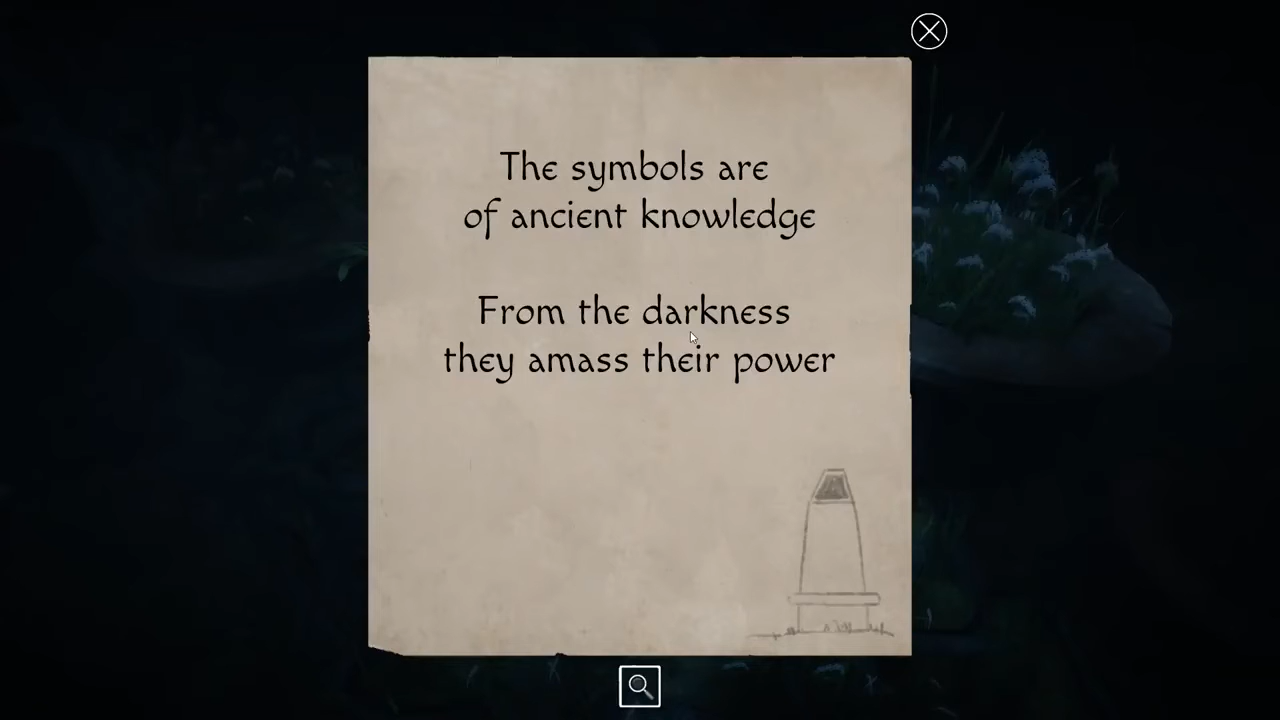 The symbols are
of ancient knowledge
From the darkness
they amass their power